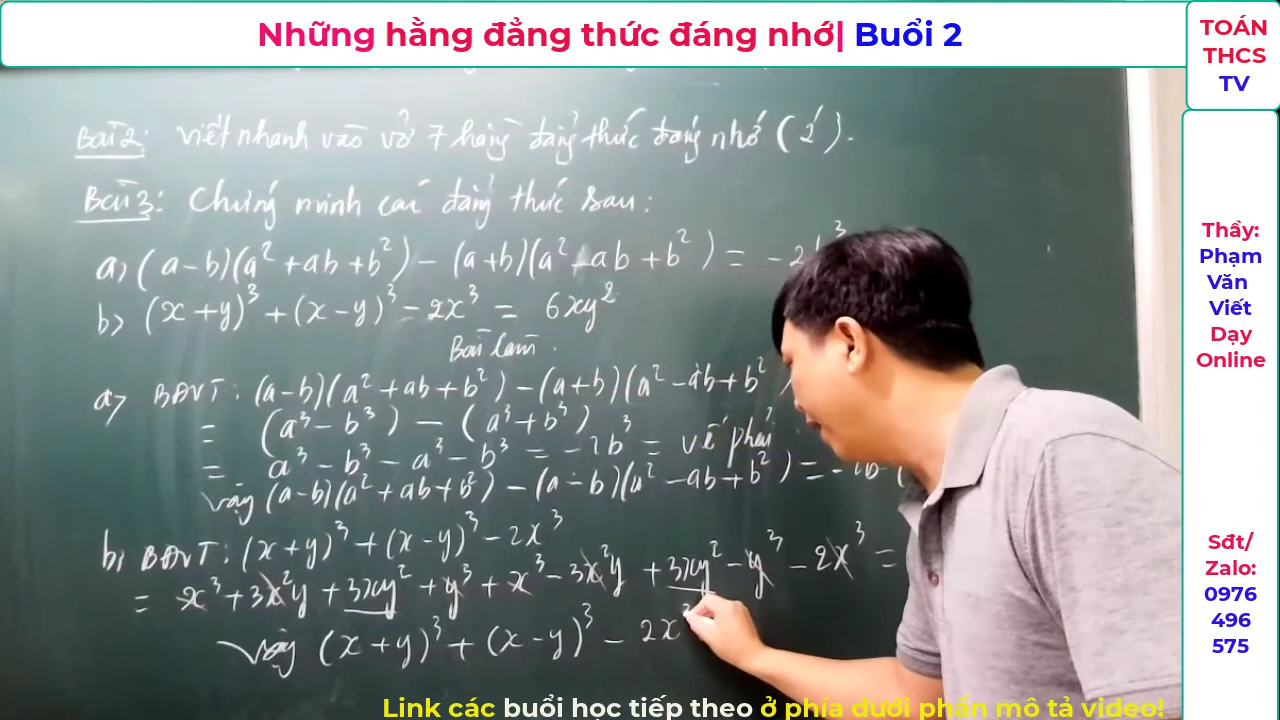 Những hằng đẳng thức đáng nhớ| Buổi 2
TOÁN
THCS
TV
Bài 2: viết nhanh vào vở 7 hằng đẳng thức đáng nhớ (2').
Bài 3: Chứng minh các đẳng thức sau:
a) (a-b)(a²+ab+b²) - (a+b)(a²-ab+b²) = -2b³
b) (x+y)³ + (x-y)³ - 2x³ = 6xy²
Bài làm.
a) BĐVT: (a-b)(a²+ab+b²) - (a+b)(a²-ab+b²)
= (a³-b³) - (a³+b³)
= a³ - b³ - a³ - b³ = -2b³ = vế phải
Vậy (a-b)(a²+ab+b²) - (a-b)(a²-ab+b²) = -2b³
b) BĐVT: (x+y)³ + (x-y)³ - 2x³
= x³ + 3x²y + 3xy² + y³ + x³ - 3x²y + 3xy² - y³ - 2x³ =
Vậy (x+y)³ + (x-y)³ - 2x³
Thầy:
Phạm
Văn
Viết
Dạy
Online
Sđt/
Zalo:
0976
496
575
Link các buổi học tiếp theo ở phía dưới phần mô tả video!